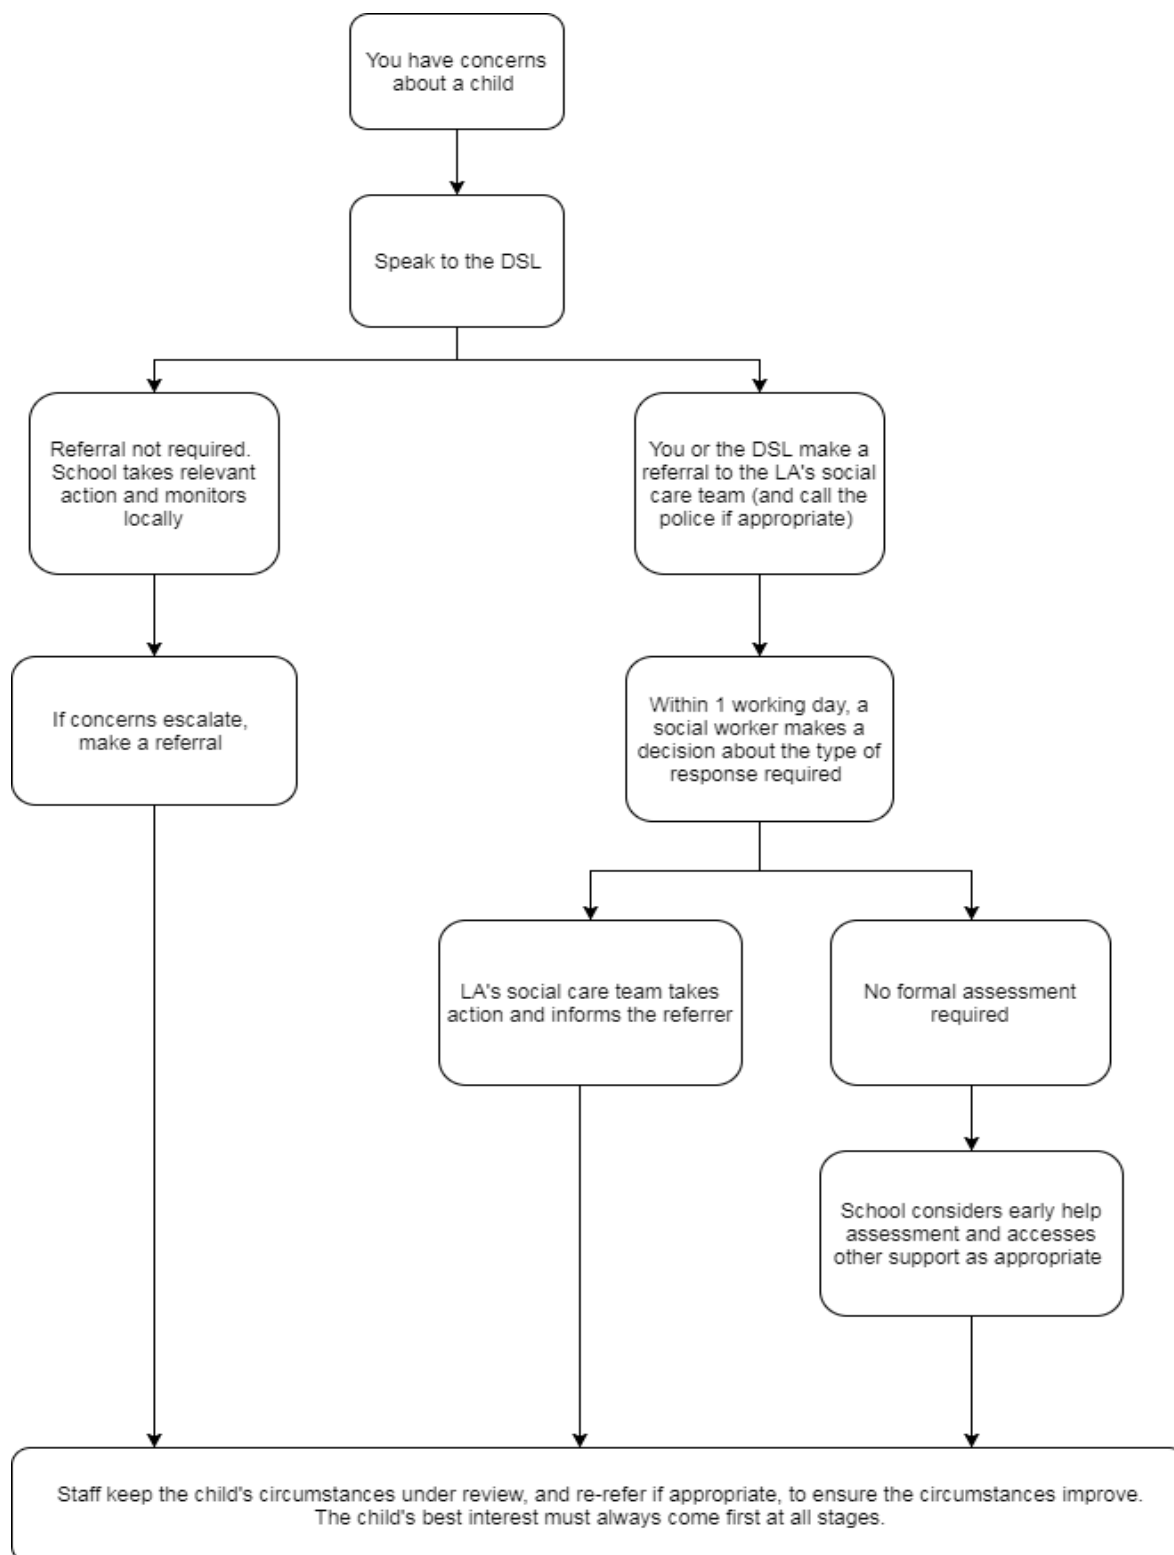 You have concerns
about a child
Speak to the DSL
Referral not required.
School takes relevant
action and monitors
locally
You or the DSL make a
referral to the LA's social
care team (and call the
police if appropriate)
If concerns escalate,
make a referral
Within 1 working day, a
social worker makes a
decision about the type of
response required
LA's social care team takes
action and informs the referrer
No formal assessment
required
School considers early help
assessment and accesses
other support as appropriate
Staff keep the child's circumstances under review, and re-refer if appropriate, to ensure the circumstances improve.
The child's best interest must always come first at all stages.